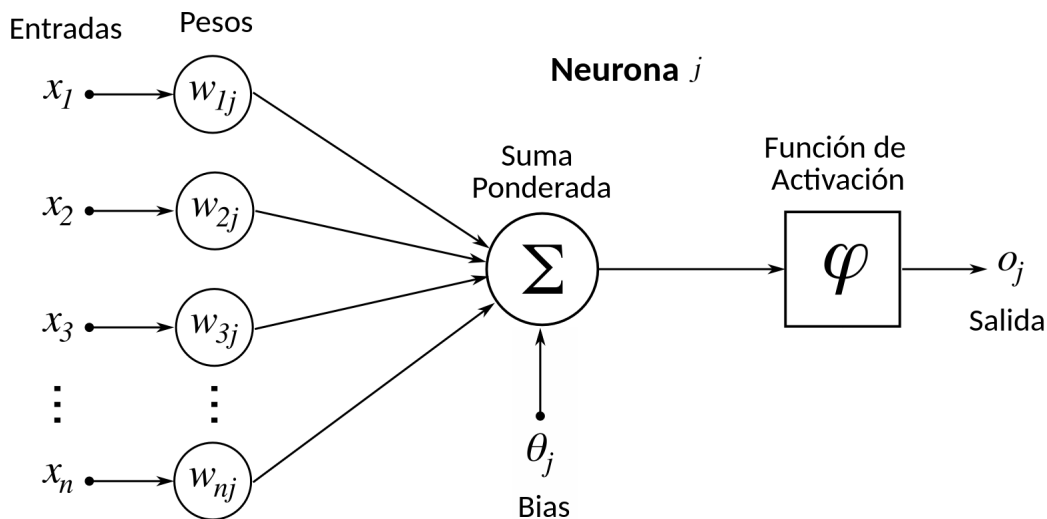 Entradas
Pesos
Neurona j
x1
w1j
x2
w2j
x3
w3j
xn
wnj
Suma
Ponderada
Σ
θj
Bias
Función de
Activación
φ
oj
Salida